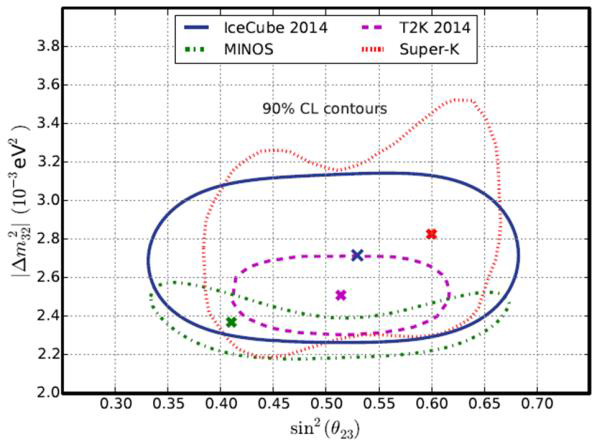 IceCube 2014 T2K 2014
MINOS Super-K
90% CL contours
|Δm²₃₂| (10⁻³ eV²)
3.8
3.6
3.4
3.2
3.0
2.8
2.6
2.4
2.2
2.0
0.30 0.35 0.40 0.45 0.50 0.55 0.60 0.65 0.70
sin²(θ₂₃)